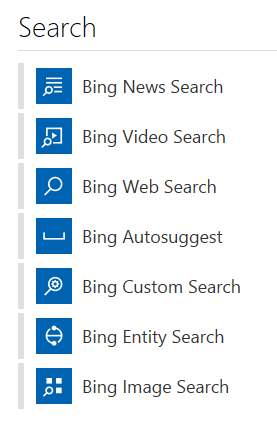 Search
Bing News Search
Bing Video Search
Bing Web Search
Bing Autosuggest
Bing Custom Search
Bing Entity Search
Bing Image Search